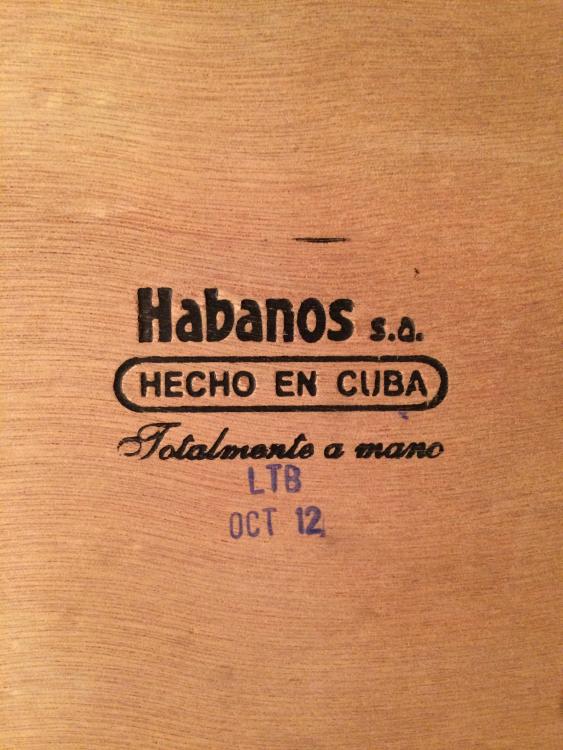 Habanos s.a.
HECHO EN CUBA
Totalmente a mano
LTB
OCT 12